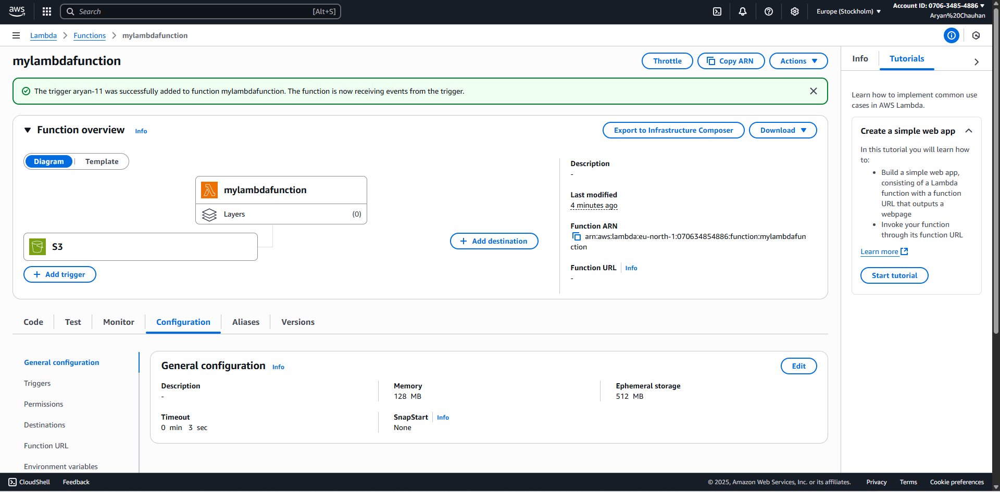 aws
Search
[Alt+S]
Europe (Stockholm)
Account ID: 0706-3485-4886
Aryan%20Chauhan
Lambda
Functions
mylambdafunction
mylambdafunction
Throttle
Copy ARN
Actions
Info
Tutorials
The trigger aryan-11 was successfully added to function mylambdafunction. The function is now receiving events from the trigger.
Function overview
Info
Export to Infrastructure Composer
Download
Diagram
Template
mylambdafunction
Layers
(0)
S3
Add trigger
Add destination
Description
-
Last modified
4 minutes ago
Function ARN
arn:aws:lambda:eu-north-1:070634854886:function:mylambdafun
ction
Function URL
Info
-
Learn how to implement common use
cases in AWS Lambda.
Create a simple web app
In this tutorial you will learn how
to:
• Build a simple web app,
consisting of a Lambda
function with a function
URL that outputs a
webpage
• Invoke your function
through its function URL
Learn more
Start tutorial
Code
Test
Monitor
Configuration
Aliases
Versions
General configuration
Triggers
Permissions
Destinations
Function URL
Environment variables
General configuration
Info
Edit
Description
-
Memory
128 MB
Ephemeral storage
512 MB
Timeout
0 min 3 sec
SnapStart
Info
None
CloudShell
Feedback
© 2025, Amazon Web Services, Inc. or its affiliates.
Privacy
Terms
Cookie preferences